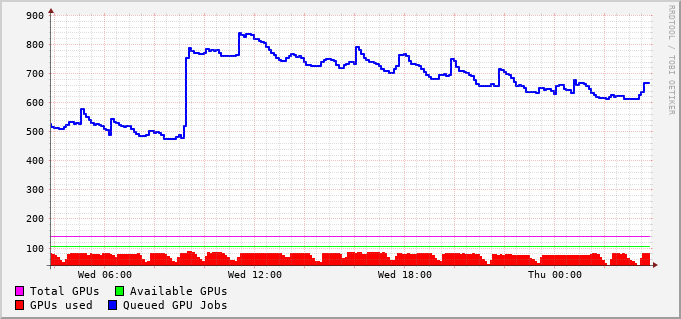 900
800
700
600
500
400
300
200
100
Wed 06:00 Wed 12:00 Wed 18:00 Thu 00:00
Total GPUs Available GPUs
GPUs used Queued GPU Jobs
RRDTOOL / TOBI OETIKER